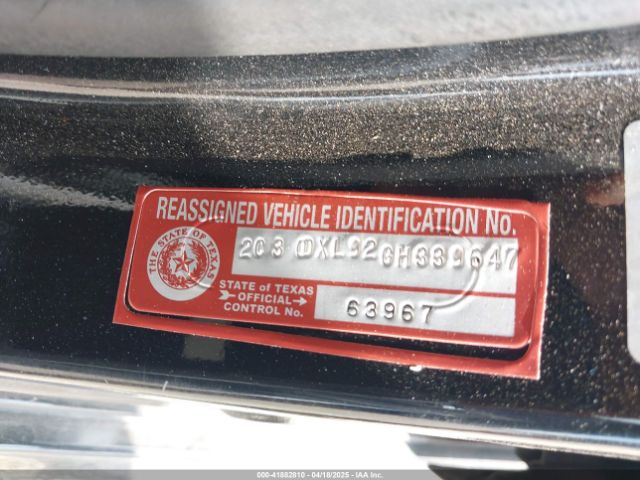 REASSIGNED VEHICLE IDENTIFICATION No.
THE STATE OF TEXAS
2C3CDXL92GH339647
STATE of TEXAS
OFFICIAL
CONTROL No.
63967
000-41882810 - 04/18/2025 - IAA Inc.